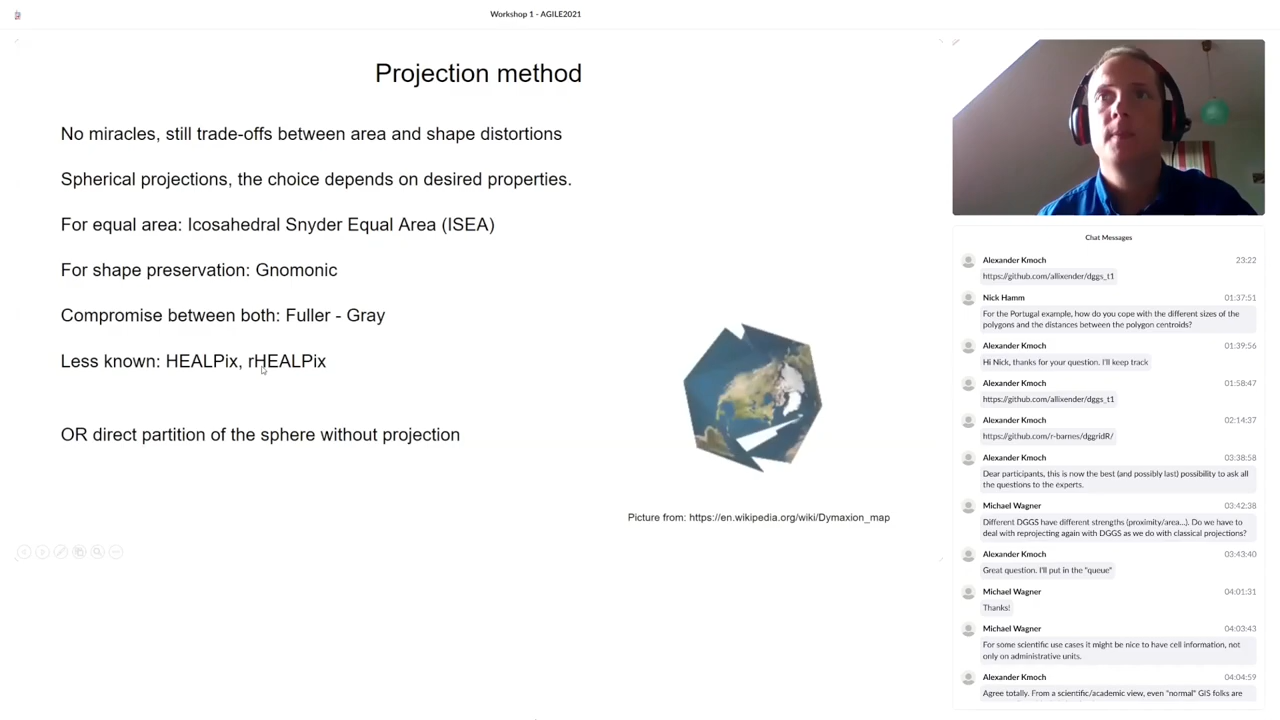 Workshop 1 - AGILE2021
Projection method
No miracles, still trade-offs between area and shape distortions
Spherical projections, the choice depends on desired properties.
For equal area: Icosahedral Snyder Equal Area (ISEA)
For shape preservation: Gnomonic
Compromise between both: Fuller - Gray
Less known: HEALPix, rHEALPix
OR direct partition of the sphere without projection
Picture from: https://en.wikipedia.org/wiki/Dymaxion_map
Chat Messages
Alexander Kmoch 23:22
https://github.com/allixender/dggs_t1
Nick Hamm 01:37:51
For the Portugal example, how do you cope with the different sizes of the
polygons and the distances between the polygon centroids?
Alexander Kmoch 01:39:56
Hi Nick, thanks for your question. I'll keep track
Alexander Kmoch 01:58:47
https://github.com/allixender/dggs_t1
Alexander Kmoch 02:14:37
https://github.com/r-barnes/dggridR/
Alexander Kmoch 03:38:58
Dear participants, this is now the best (and possibly last) possibility to ask all
the questions to the experts.
Michael Wagner 03:42:38
Different DGGS have different strengths (proximity/area...). Do we have to
deal with reprojecting again with DGGS as we do with classical projections?
Alexander Kmoch 03:43:40
Great question. I'll put in the "queue"
Michael Wagner 04:01:31
Thanks!
Michael Wagner 04:03:43
For some scientific use cases it might be nice to have cell information, not
only on administrative units.
Alexander Kmoch 04:04:59
Agree totally. From a scientific/academic view, even "normal" GIS folks are